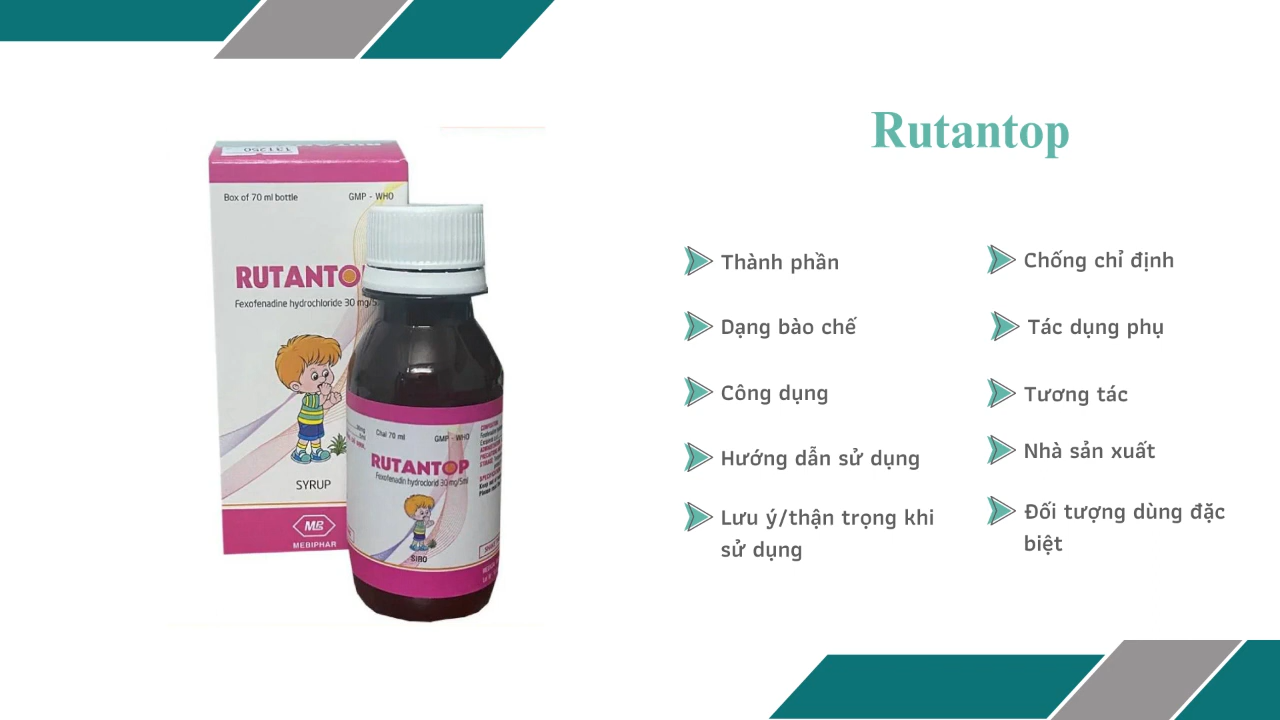 131250
Box of 70 ml bottle
GMP - WHO
RUTANTO
Fexofenadine hydrochloride 30 mg/5
SYRUP
MB
MEBIPHAR
Chai 70 ml
GMP - WHO
RUTANTOP
Fexofenadin hydroclorid 30 mg/5ml
SIRO
Rutantop
Thành phần
Dạng bào chế
Công dụng
Hướng dẫn sử dụng
Lưu ý/thận trọng khi
sử dụng
Chống chỉ định
Tác dụng phụ
Tương tác
Nhà sản xuất
Đối tượng dùng đặc
biệt